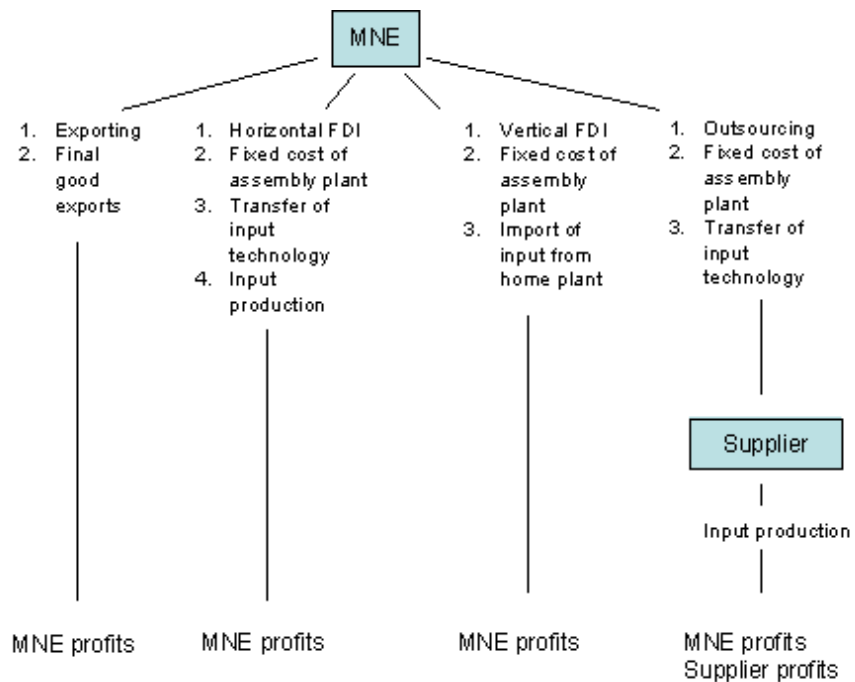 MNE
1. Exporting
2. Final
good
exports
1. Horizontal FDI
2. Fixed cost of
assembly plant
3. Transfer of
input
technology
4. Input
production
1. Vertical FDI
2. Fixed cost of
assembly
plant
3. Import of
input from
home plant
1. Outsourcing
2. Fixed cost of
assembly
plant
3. Transfer of
input
technology
Supplier
Input production
MNE profits
MNE profits
MNE profits
MNE profits
Supplier profits